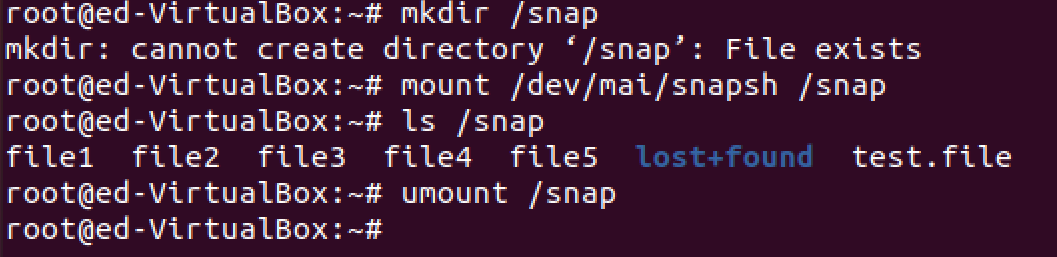 root@ed-VirtualBox:~# mkdir /snap
mkdir: cannot create directory ‘/snap’: File exists
root@ed-VirtualBox:~# mount /dev/mai/snapsh /snap
root@ed-VirtualBox:~# ls /snap
file1  file2  file3  file4  file5  lost+found  test.file
root@ed-VirtualBox:~# umount /snap
root@ed-VirtualBox:~#